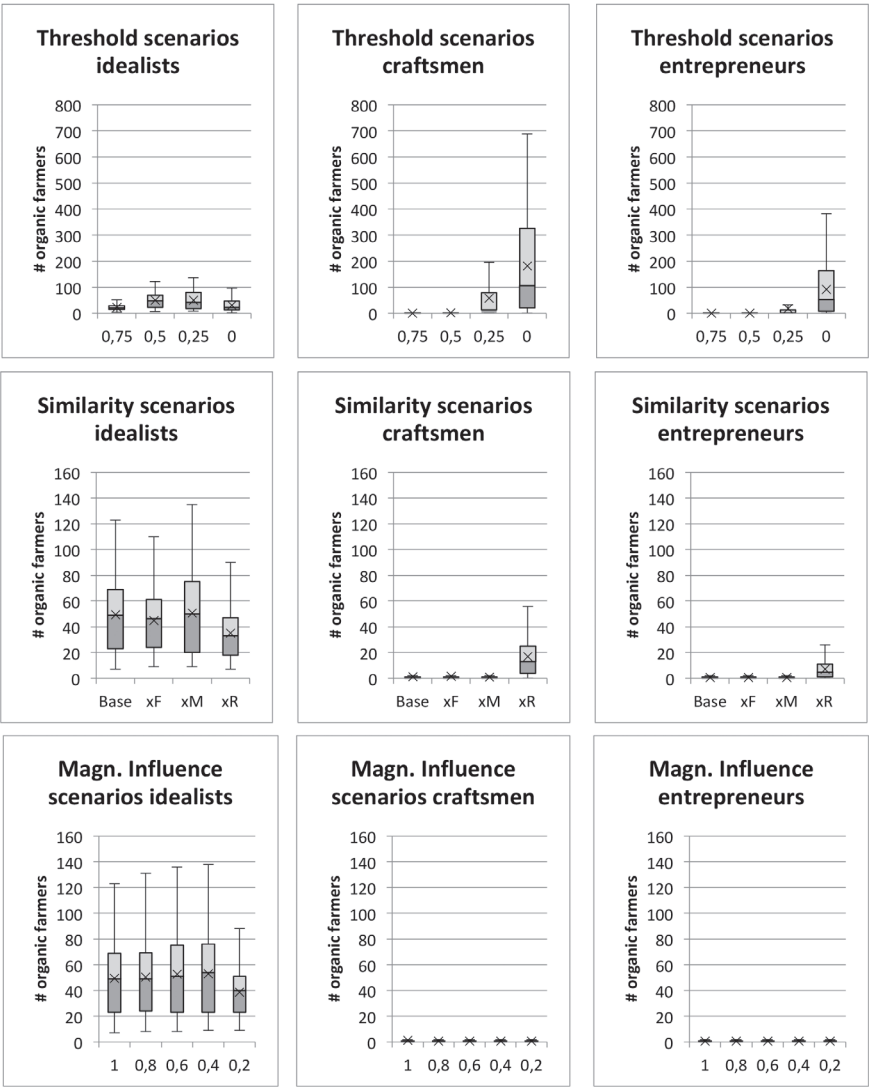 Threshold scenarios
idealists
# organic farmers
800
700
600
500
400
300
200
100
0
0,75 0,5 0,25 0
Threshold scenarios
craftsmen
# organic farmers
800
700
600
500
400
300
200
100
0
0,75 0,5 0,25 0
Threshold scenarios
entrepreneurs
# organic farmers
800
700
600
500
400
300
200
100
0
0,75 0,5 0,25 0
Similarity scenarios
idealists
# organic farmers
160
140
120
100
80
60
40
20
0
Base xF xM xR
Similarity scenarios
craftsmen
# organic farmers
160
140
120
100
80
60
40
20
0
Base xF xM xR
Similarity scenarios
entrepreneurs
# organic farmers
160
140
120
100
80
60
40
20
0
Base xF xM xR
Magn. Influence
scenarios idealists
# organic farmers
160
140
120
100
80
60
40
20
0
1 0,8 0,6 0,4 0,2
Magn. Influence
scenarios craftsmen
# organic farmers
160
140
120
100
80
60
40
20
0
1 0,8 0,6 0,4 0,2
Magn. Influence
entrepreneurs
# organic farmers
160
140
120
100
80
60
40
20
0
1 0,8 0,6 0,4 0,2